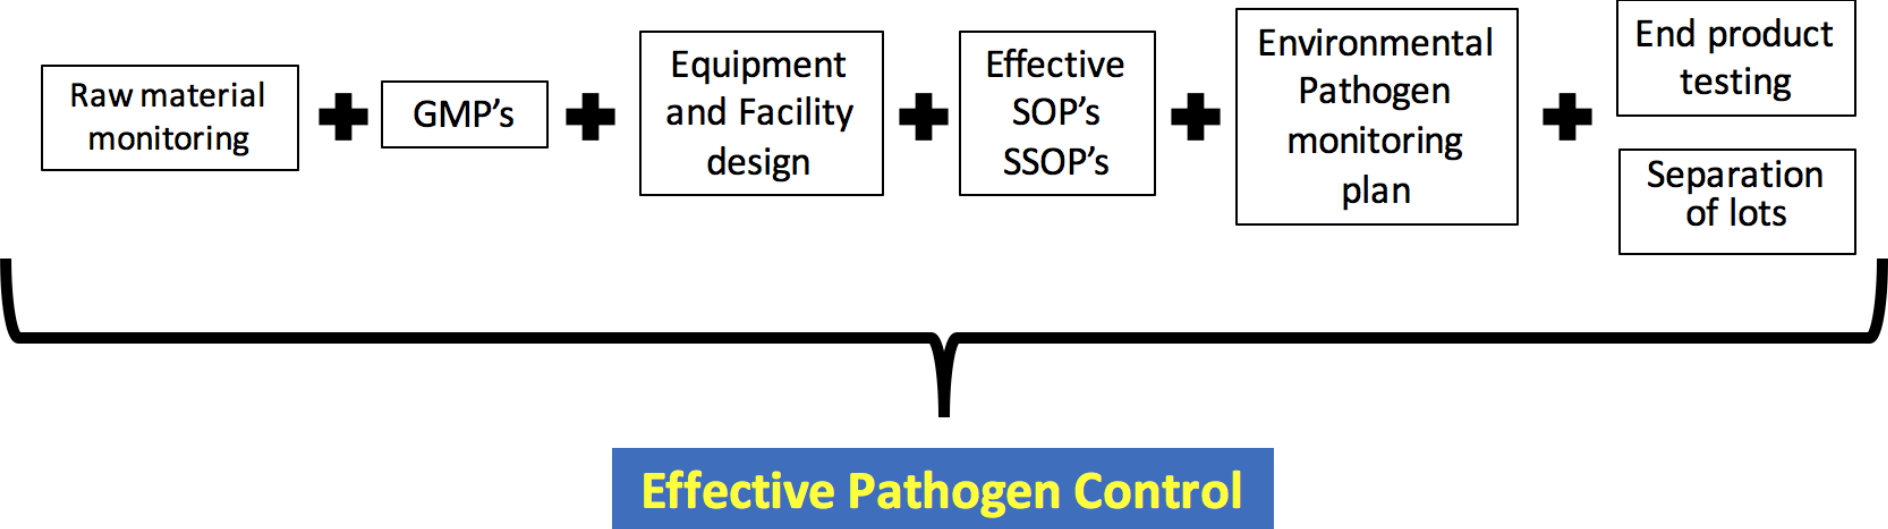 Raw material
monitoring
GMP’s
Equipment
and Facility
design
Effective
SOP’s
SSOP’s
Environmental
Pathogen
monitoring
plan
End product
testing
Separation
of lots
Effective Pathogen Control